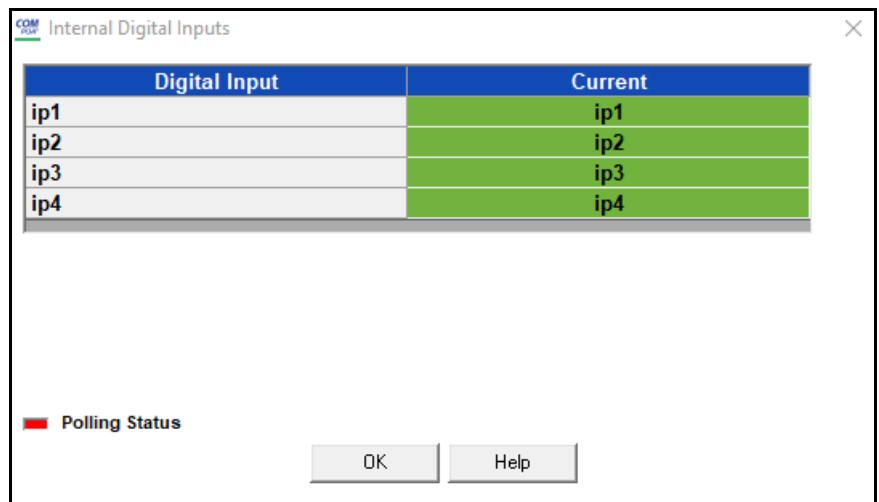 COM PQA Internal Digital Inputs
Digital Input Current
ip1 ip1
ip2 ip2
ip3 ip3
ip4 ip4
Polling Status
OK Help